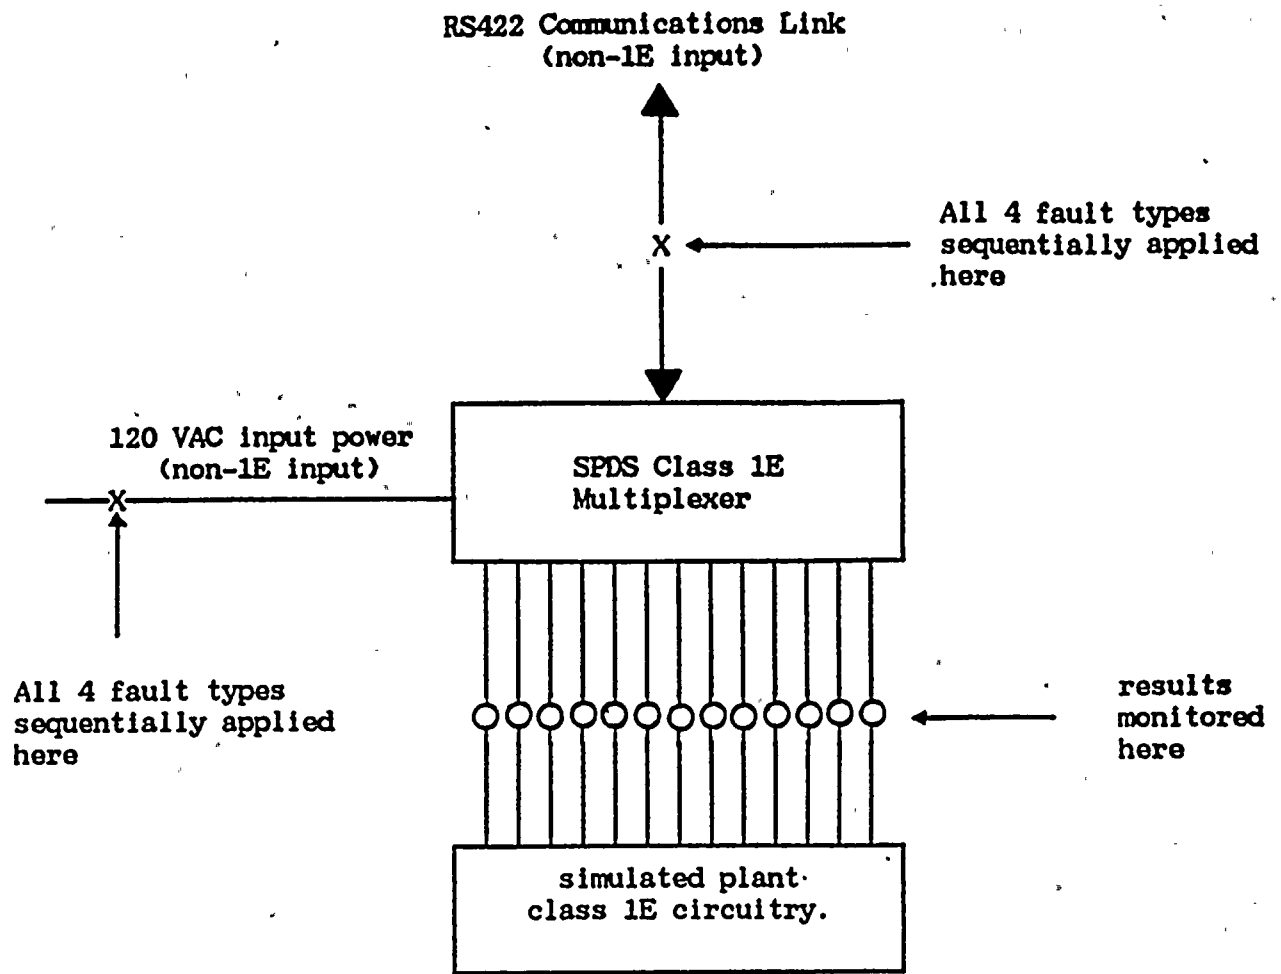 RS422 Communications Link
(non-1E input)
X
All 4 fault types
sequentially applied
here
120 VAC input power
(non-1E input)
X
SPDS Class 1E
Multiplexer
All 4 fault types
sequentially applied
here
results
monitored
here
simulated plant
class 1E circuitry.